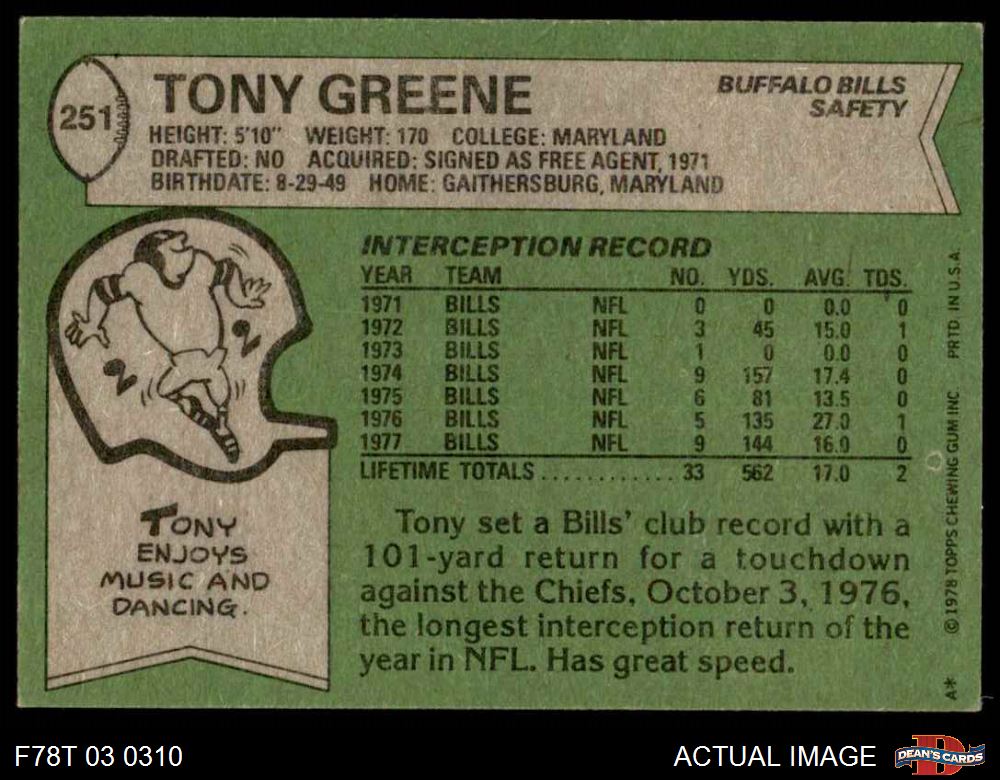 251
TONY GREENE
BUFFALO BILLS
SAFETY
HEIGHT: 5'10" WEIGHT: 170 COLLEGE: MARYLAND
DRAFTED: NO ACQUIRED: SIGNED AS FREE AGENT, 1971
BIRTHDATE: 8-29-49 HOME: GAITHERSBURG, MARYLAND
INTERCEPTION RECORD
YEAR TEAM NO. YDS. AVG. TDS.
1971 BILLS NFL 0 0 0.0 0
1972 BILLS NFL 3 45 15.0 1
1973 BILLS NFL 1 0 0.0 0
1974 BILLS NFL 9 157 17.4 0
1975 BILLS NFL 6 81 13.5 0
1976 BILLS NFL 5 135 27.0 1
1977 BILLS NFL 9 144 16.0 0
LIFETIME TOTALS ............ 33 562 17.0 2
TONY
ENJOYS
MUSIC AND
DANCING.
Tony set a Bills' club record with a
101-yard return for a touchdown
against the Chiefs, October 3, 1976,
the longest interception return of the
year in NFL. Has great speed.
A* © 1978 TOPPS CHEWING GUM INC. PRTD IN U.S.A.
F78T 03 0310
ACTUAL IMAGE
D
DEAN'S CARDS